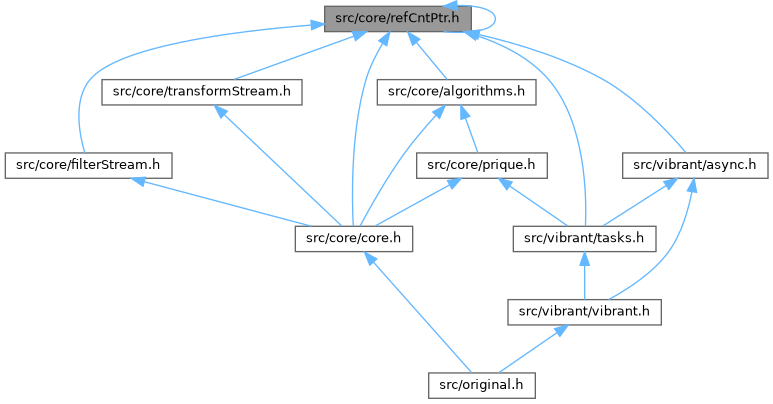 src/core/refCntPtr.h
src/core/transformStream.h
src/core/algorithms.h
src/core/filterStream.h
src/core/prique.h
src/vibrant/async.h
src/core/core.h
src/vibrant/tasks.h
src/vibrant/vibrant.h
src/original.h